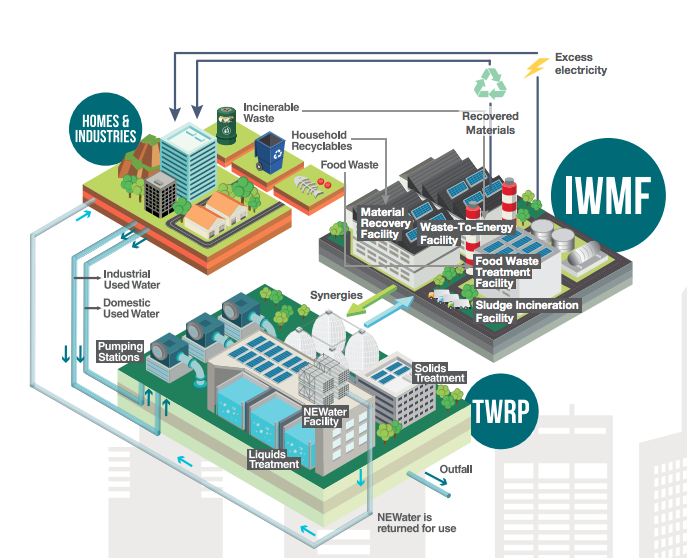 Excess
electricity
HOMES &
INDUSTRIES
Incinerable
Waste
Recovered
Materials
Household
Recyclables
Food Waste
IWMF
Material
Recovery
Facility
Waste-To-Energy
Facility
Food Waste
Treatment
Facility
Sludge Incineration
Facility
Industrial
Used Water
Domestic
Used Water
Synergies
Pumping
Stations
Solids
Treatment
NEWater
Facility
TWRP
Liquids
Treatment
Outfall
NEWater is
returned for use